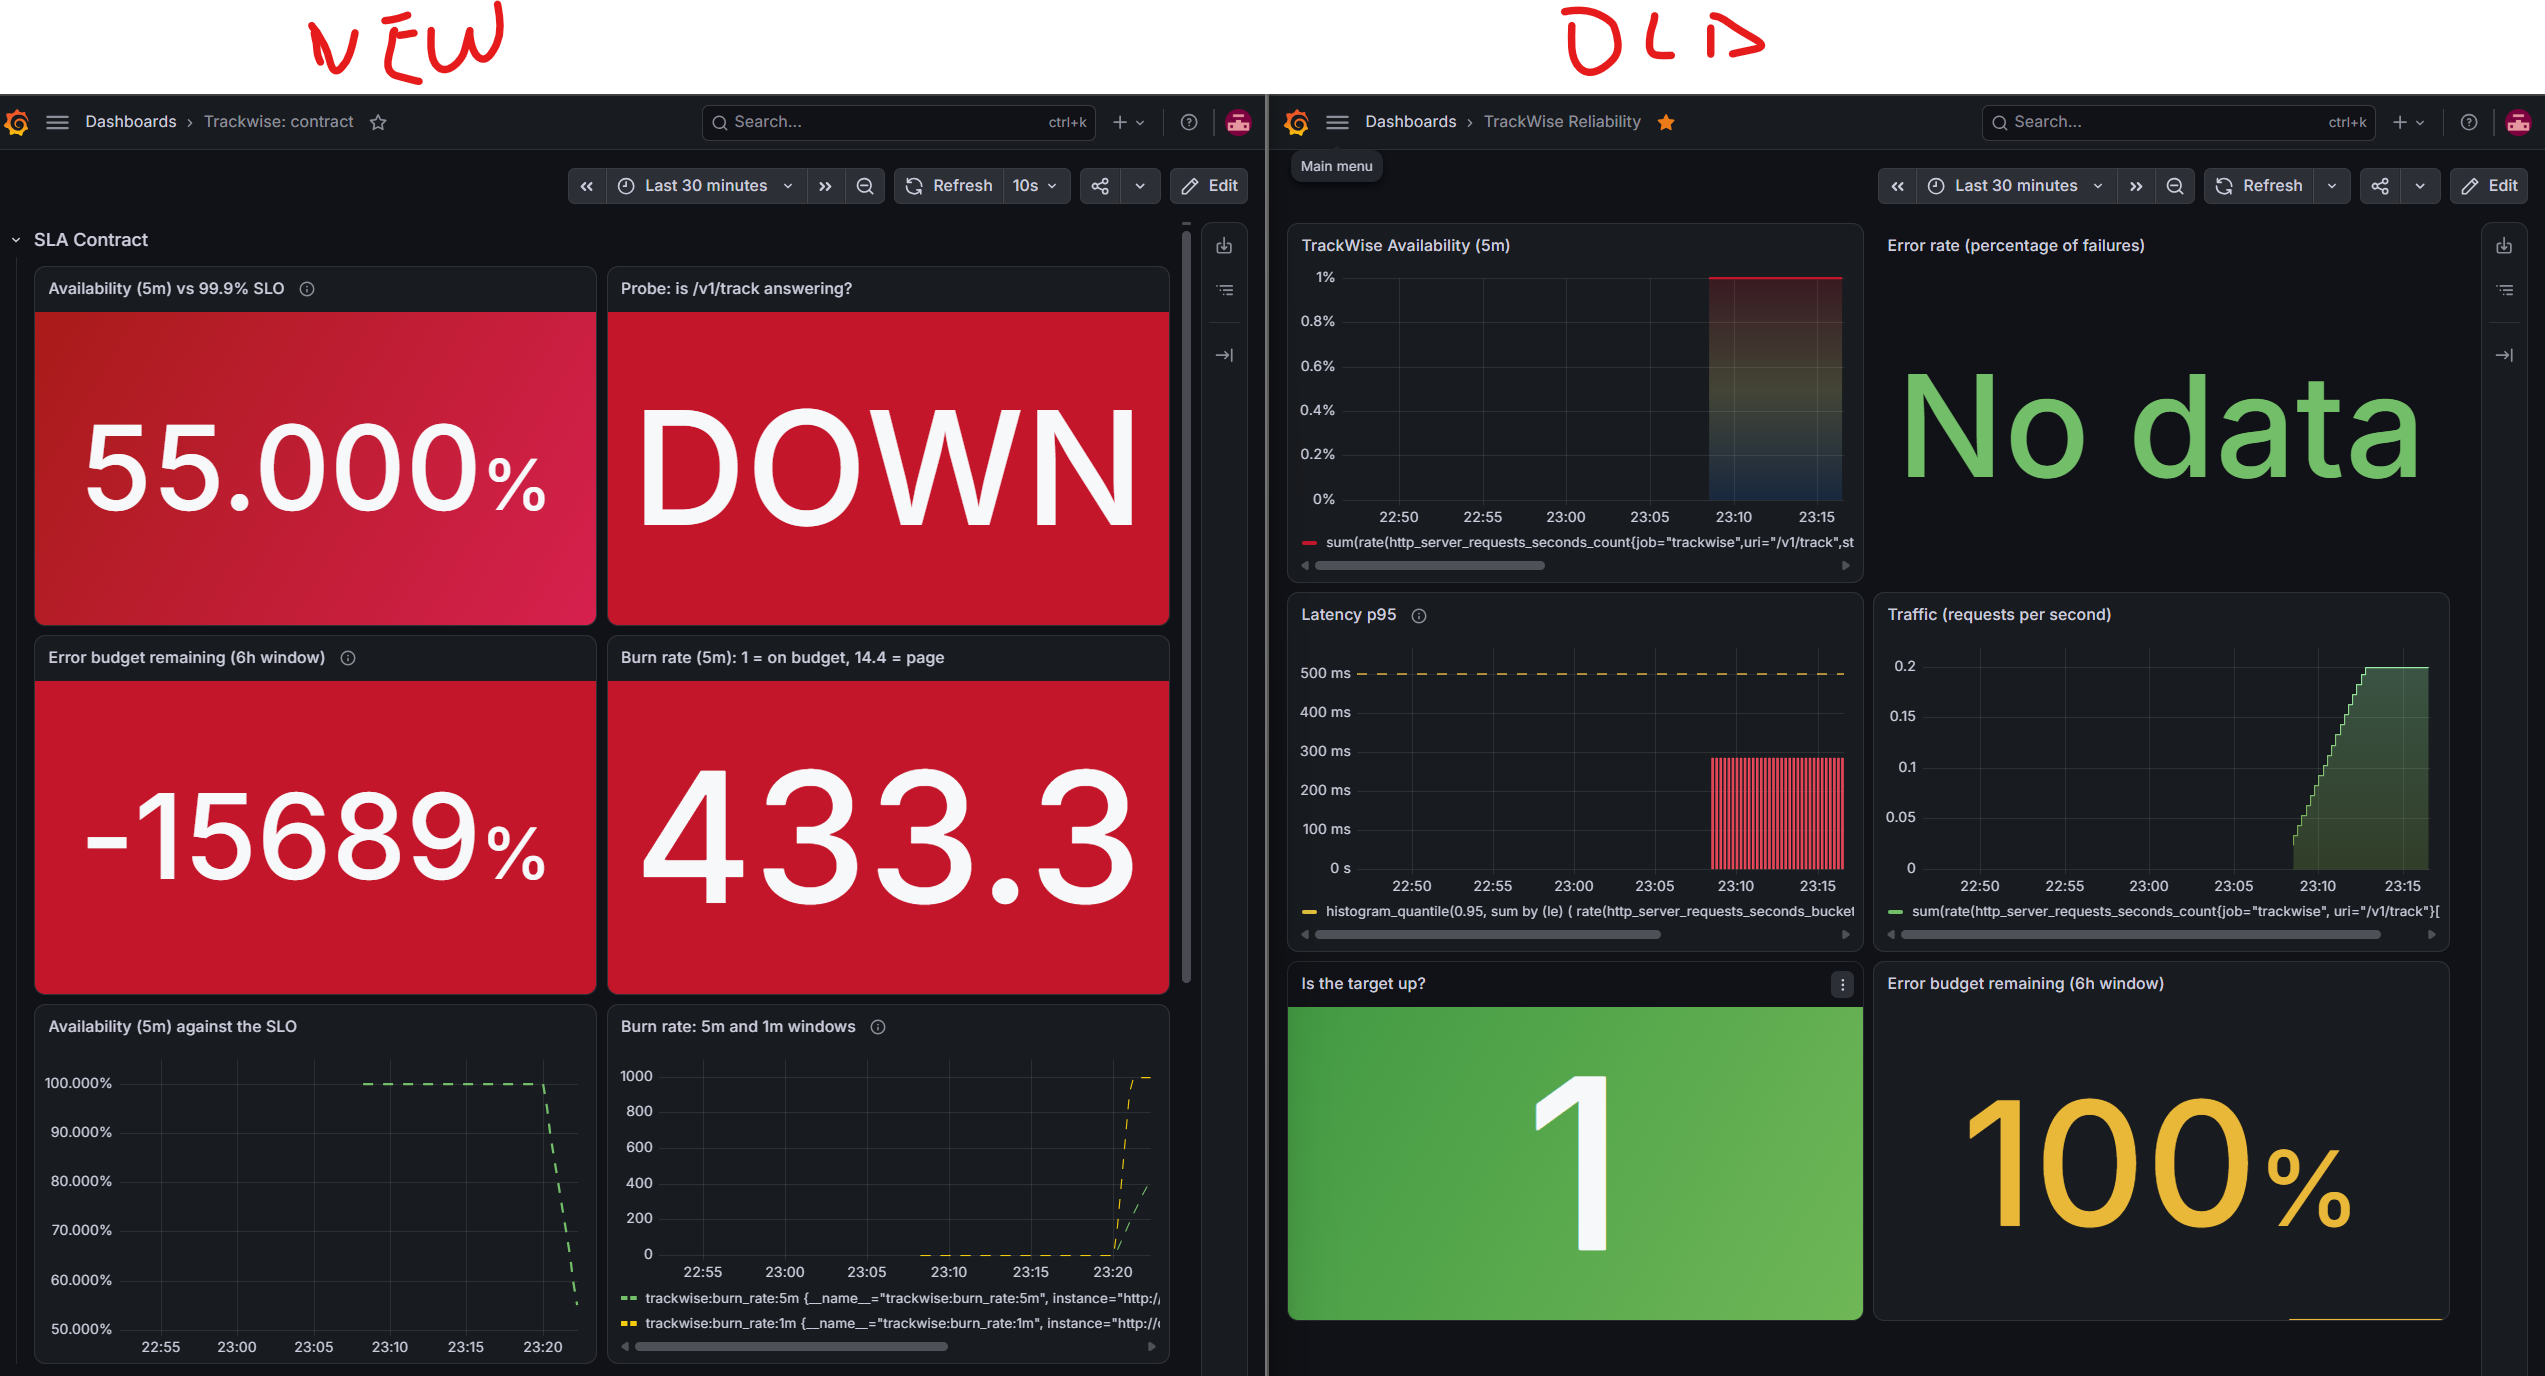 NEW
OLD
Dashboards › Trackwise: contract
Search... ctrl+k
Last 30 minutes
Refresh 10s
Edit
SLA Contract
Availability (5m) vs 99.9% SLO
55.000%
Probe: is /v1/track answering?
DOWN
Error budget remaining (6h window)
-15689%
Burn rate (5m): 1 = on budget, 14.4 = page
433.3
Availability (5m) against the SLO
100.000%
90.000%
80.000%
70.000%
60.000%
50.000%
22:55 23:00 23:05 23:10 23:15 23:20
Burn rate: 5m and 1m windows
1000
800
600
400
200
0
22:55 23:00 23:05 23:10 23:15 23:20
trackwise:burn_rate:5m {__name__="trackwise:burn_rate:5m", instance="http:/
trackwise:burn_rate:1m {__name__="trackwise:burn_rate:1m", instance="http://
Dashboards › TrackWise Reliability
Search... ctrl+k
Main menu
Last 30 minutes
Refresh
Edit
TrackWise Availability (5m)
1%
0.8%
0.6%
0.4%
0.2%
0%
22:50 22:55 23:00 23:05 23:10 23:15
sum(rate(http_server_requests_seconds_count{job="trackwise",uri="/v1/track",st
Error rate (percentage of failures)
No data
Latency p95
500 ms
400 ms
300 ms
200 ms
100 ms
0 s
22:50 22:55 23:00 23:05 23:10 23:15
histogram_quantile(0.95, sum by (le) ( rate(http_server_requests_seconds_bucket
Traffic (requests per second)
0.2
0.15
0.1
0.05
0
22:50 22:55 23:00 23:05 23:10 23:15
sum(rate(http_server_requests_seconds_count{job="trackwise", uri="/v1/track"}[
Is the target up?
1
Error budget remaining (6h window)
100%